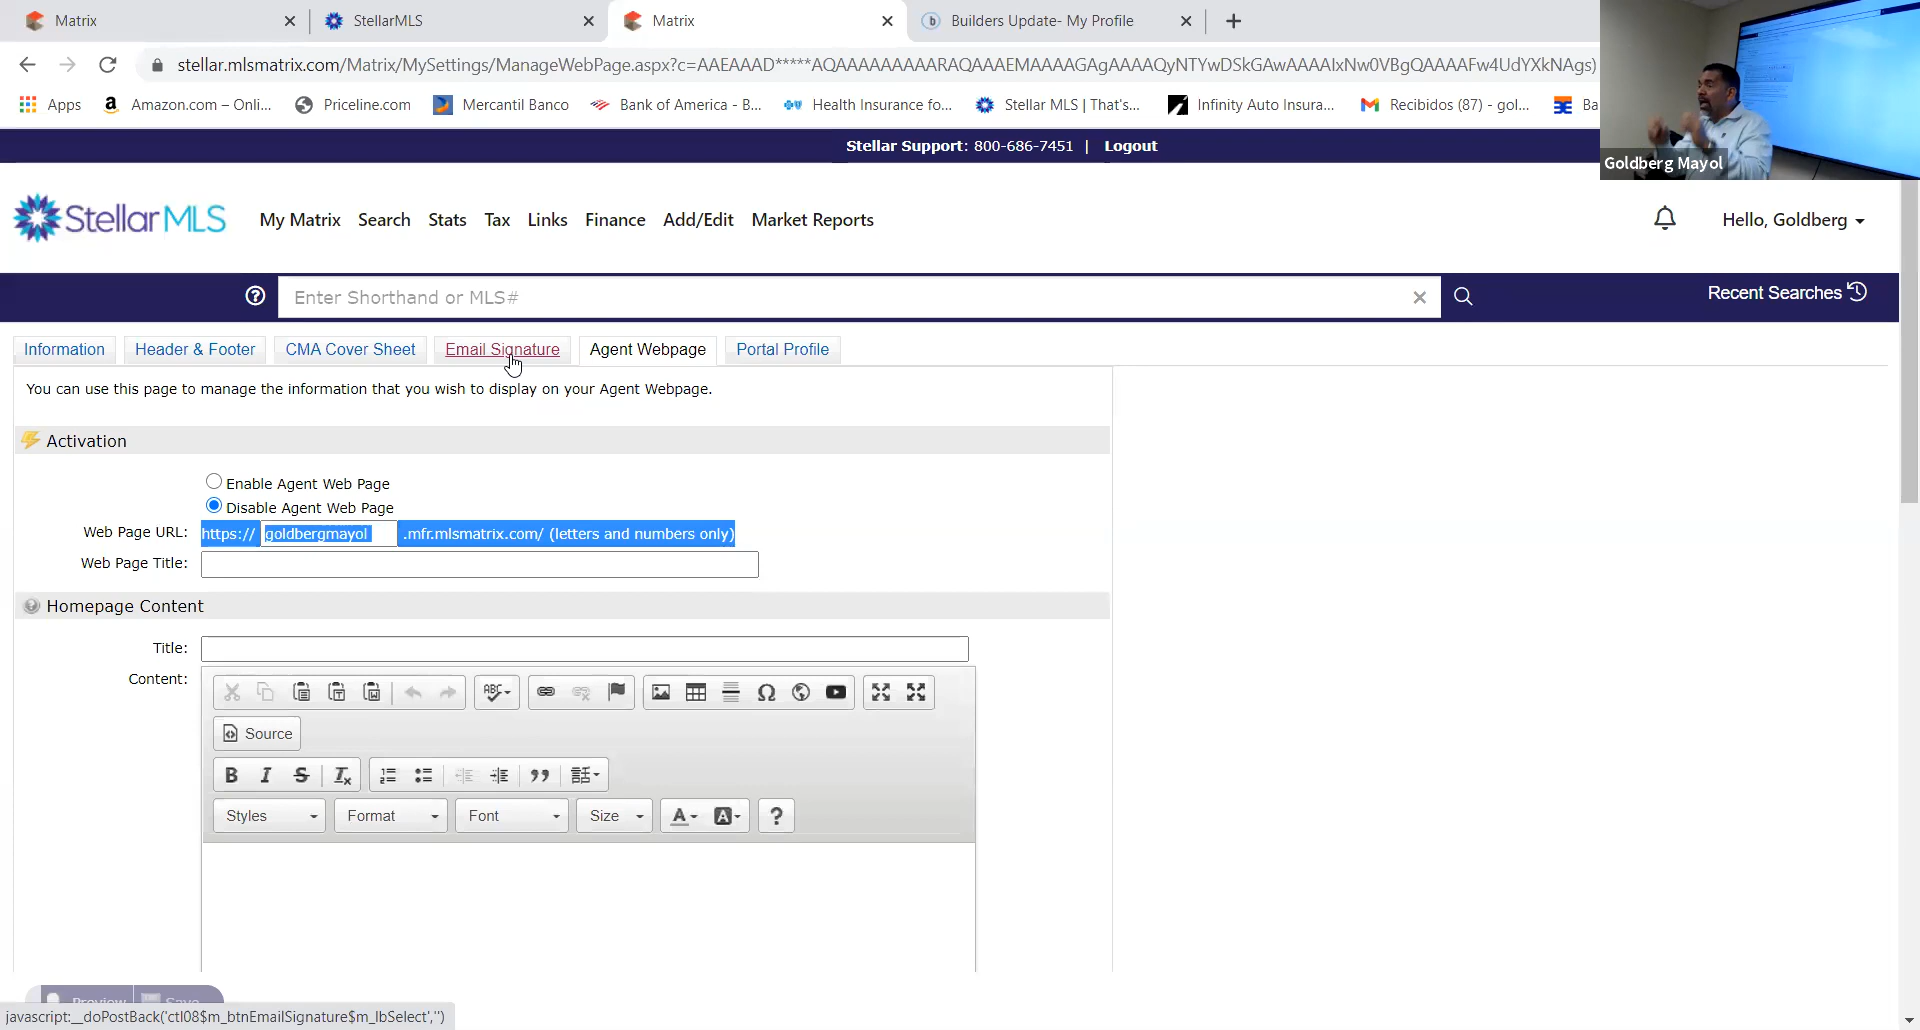 Matrix
StellarMLS
Matrix
Builders Update- My Profile
stellar.mlsmatrix.com/Matrix/MySettings/ManageWebPage.aspx?c=AAEAAAD*****AQAAAAAAAAARAQAAAEMAAAAGAgAAAAQyNTYwDSkGAwAAAAIxNw0VBgQAAAAFw4UdYXkNAgs)
Apps
Amazon.com – Onli...
Priceline.com
Mercantil Banco
Bank of America - B...
Health Insurance fo...
Stellar MLS | That's...
Infinity Auto Insura...
Recibidos (87) - gol...
Ba
Goldberg Mayol
Stellar Support: 800-686-7451 | Logout
StellarMLS
My Matrix Search Stats Tax Links Finance Add/Edit Market Reports
Hello, Goldberg
Enter Shorthand or MLS#
Recent Searches
Information Header & Footer CMA Cover Sheet Email Signature Agent Webpage Portal Profile
You can use this page to manage the information that you wish to display on your Agent Webpage.
Activation
Enable Agent Web Page
Disable Agent Web Page
Web Page URL: https:// goldbergmayol .mfr.mlsmatrix.com/ (letters and numbers only)
Web Page Title:
Homepage Content
Title:
Content:
ABC
Source
B I S Tx
Styles Format Font Size A A ?
Preview Save
javascript:__doPostBack('ctl08$m_btnEmailSignature$m_lbSelect','')